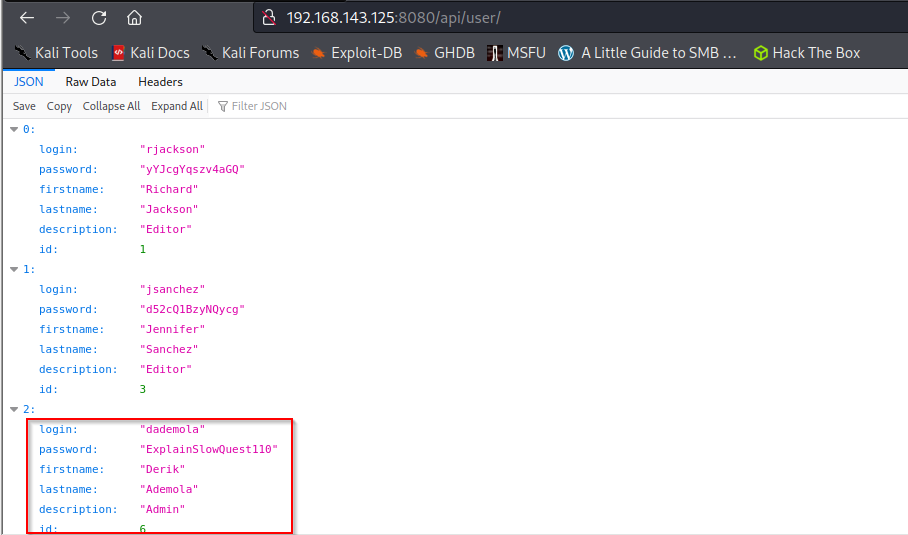 192.168.143.125:8080/api/user/
Kali Tools Kali Docs Kali Forums Exploit-DB GHDB MSFU A Little Guide to SMB ... Hack The Box
JSON Raw Data Headers
Save Copy Collapse All Expand All Filter JSON
0:
login: "rjackson"
password: "yYJcgYqszv4aGQ"
firstname: "Richard"
lastname: "Jackson"
description: "Editor"
id: 1
1:
login: "jsanchez"
password: "d52cQ1BzyNQycg"
firstname: "Jennifer"
lastname: "Sanchez"
description: "Editor"
id: 3
2:
login: "dademola"
password: "ExplainSlowQuest110"
firstname: "Derik"
lastname: "Ademola"
description: "Admin"
id: 6